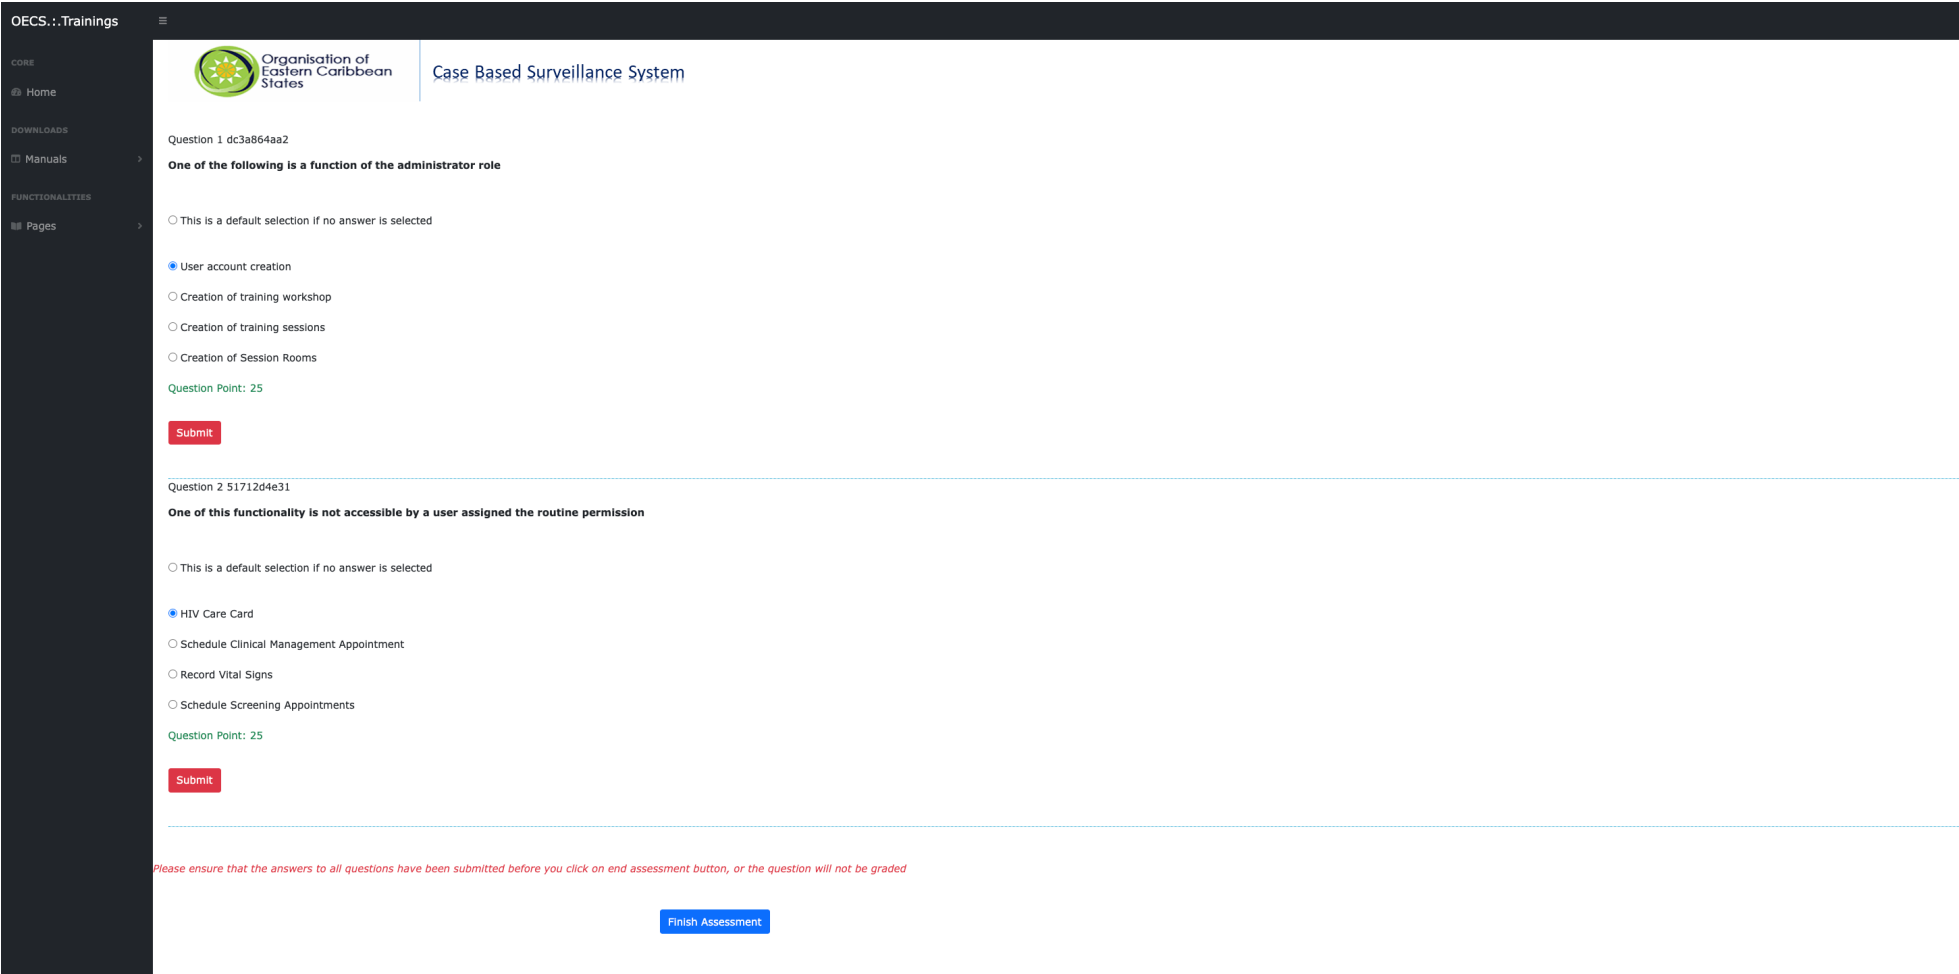 OECS.:.Trainings
CORE
Home
DOWNLOADS
Manuals
FUNCTIONALITIES
Pages
Organisation of
Eastern Caribbean
States
Case Based Surveillance System
Question 1 dc3a864aa2
One of the following is a function of the administrator role
This is a default selection if no answer is selected
User account creation
Creation of training workshop
Creation of training sessions
Creation of Session Rooms
Question Point: 25
Submit
Question 2 51712d4e31
One of this functionality is not accessible by a user assigned the routine permission
This is a default selection if no answer is selected
HIV Care Card
Schedule Clinical Management Appointment
Record Vital Signs
Schedule Screening Appointments
Question Point: 25
Submit
Please ensure that the answers to all questions have been submitted before you click on end assessment button, or the question will not be graded
Finish Assessment